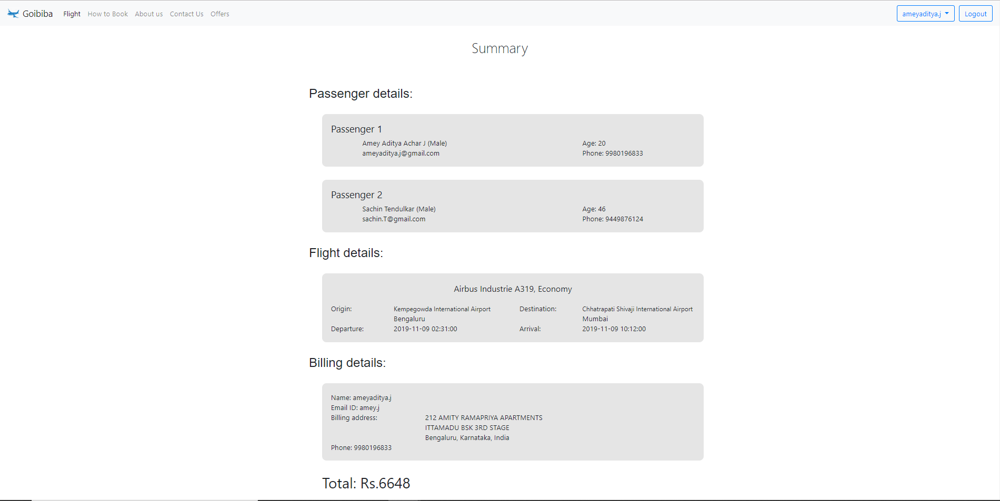 Goibiba Flight How to Book About us Contact Us Offers ameyaditya.j Logout
Summary
Passenger details:
Passenger 1
Amey Aditya Achar J (Male) Age: 20
ameyaditya.j@gmail.com Phone: 9980196833
Passenger 2
Sachin Tendulkar (Male) Age: 46
sachin.T@gmail.com Phone: 9449876124
Flight details:
Airbus Industrie A319, Economy
Origin: Kempegowda International Airport Destination: Chhatrapati Shivaji International Airport
Bengaluru Mumbai
Departure: 2019-11-09 02:31:00 Arrival: 2019-11-09 10:12:00
Billing details:
Name: ameyaditya.j
Email ID: amey.j
Billing address: 212 AMITY RAMAPRIYA APARTMENTS
ITTAMADU BSK 3RD STAGE
Bengaluru, Karnataka, India
Phone: 9980196833
Total: Rs.6648